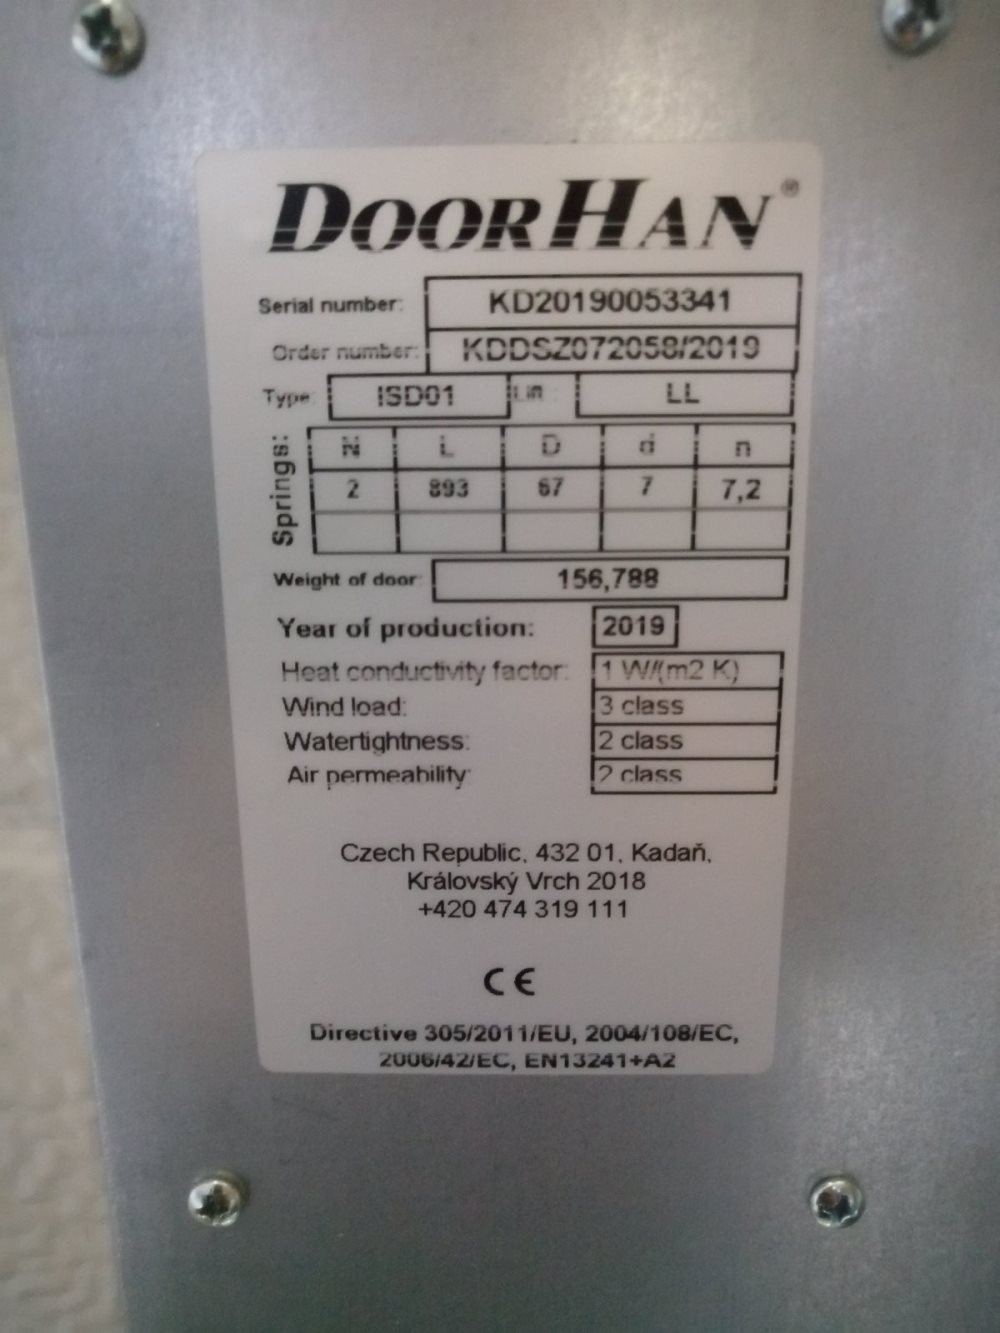 DOORHAN®
Serial number: KD20190053341
Order number: KDDSZ072058/2019
Type: ISD01 Lift: LL
Springs:
N L D d n
2 893 67 7 7,2
Weight of door: 156,788
Year of production: 2019
Heat conductivity factor: 1 W/(m2 K)
Wind load: 3 class
Watertightness: 2 class
Air permeability: 2 class
Czech Republic, 432 01, Kadaň,
Královský Vrch 2018
+420 474 319 111
CE
Directive 305/2011/EU, 2004/108/EC,
2006/42/EC, EN13241+A2